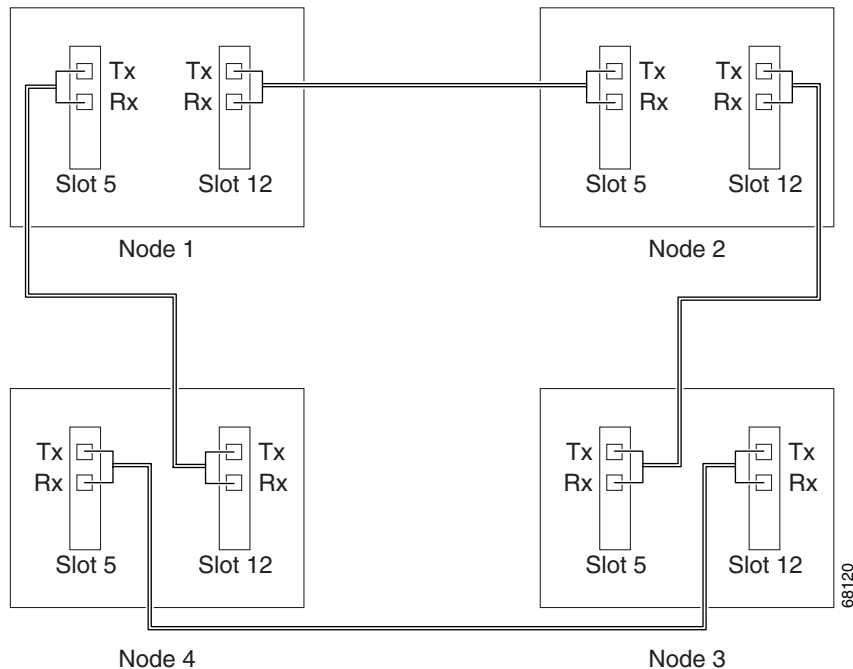 Tx Tx Tx Tx
Rx Rx Rx Rx
Slot 5 Slot 12 Slot 5 Slot 12
Node 1 Node 2
Tx Tx Tx Tx
Rx Rx Rx Rx
Slot 5 Slot 12 Slot 5 Slot 12
Node 4 Node 3
68120